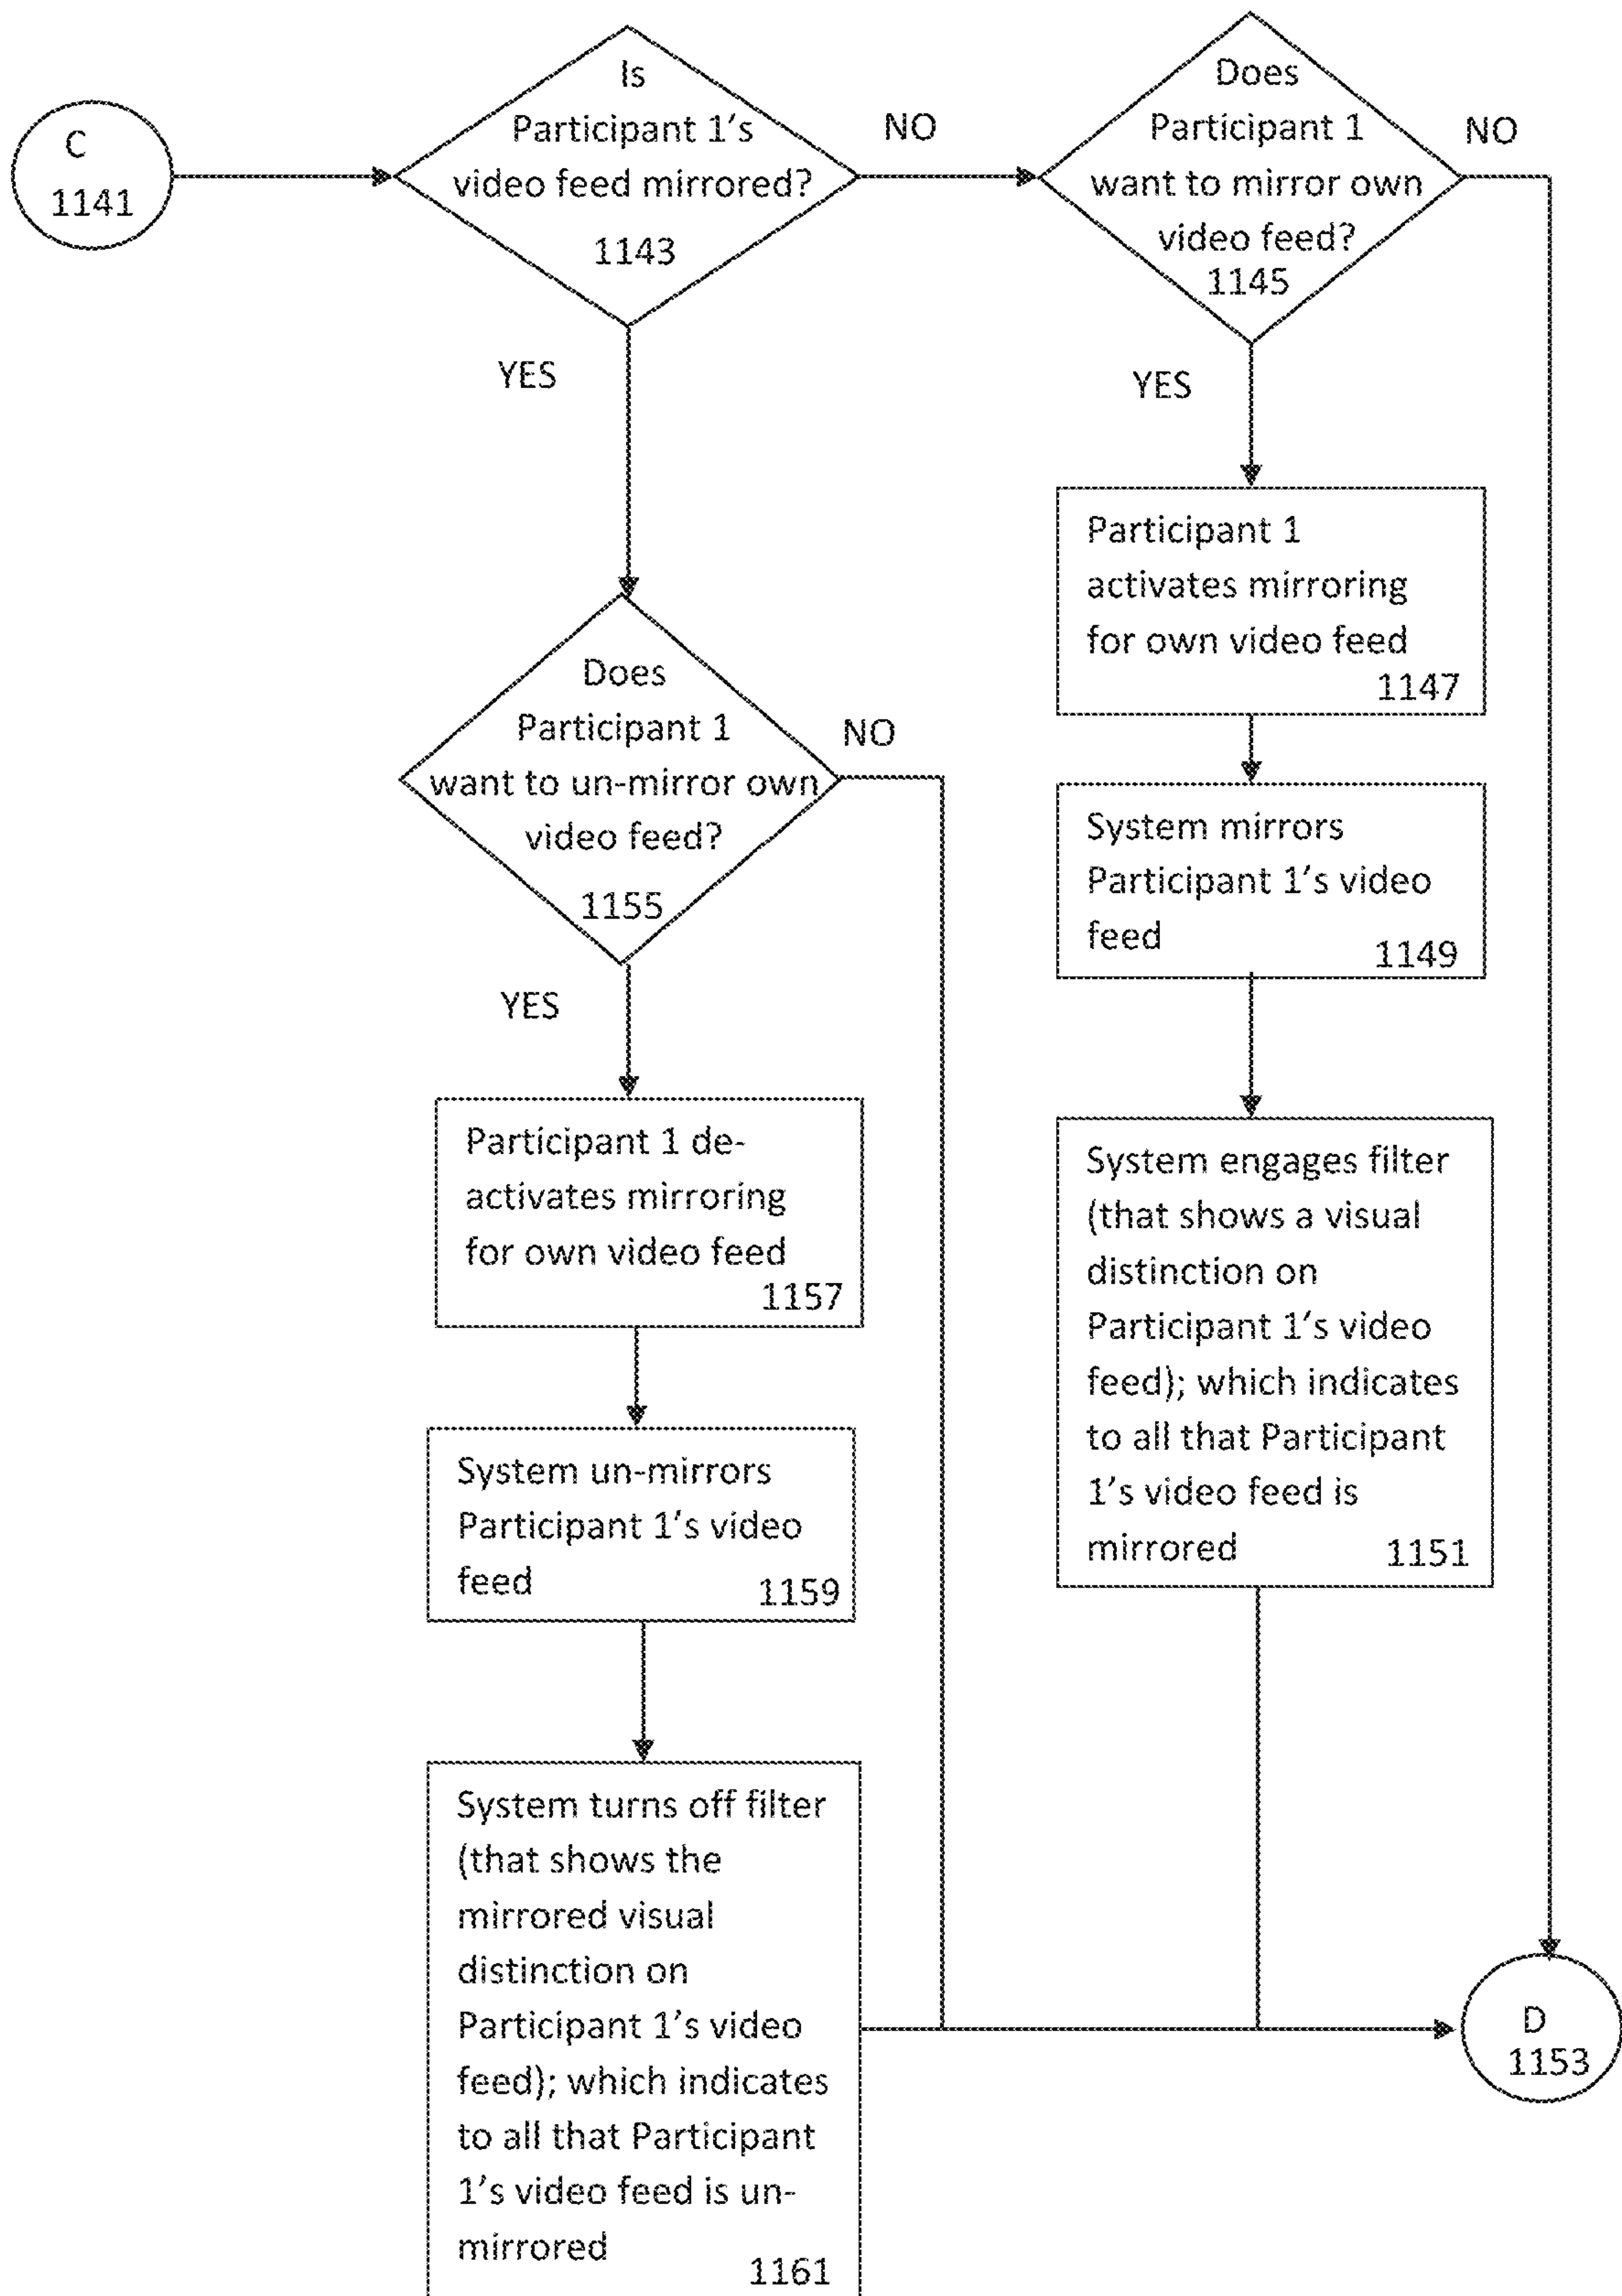 C
1141
Is
Participant 1's
video feed mirrored?
1143
NO
Does
Participant 1
want to mirror own
video feed?
1145
NO
YES
YES
Participant 1
activates mirroring
for own video feed
1147
System mirrors
Participant 1's video
feed
1149
System engages filter
(that shows a visual
distinction on
Participant 1's video
feed); which indicates
to all that Participant
1's video feed is
mirrored
1151
Does
Participant 1
want to un-mirror own
video feed?
1155
NO
YES
Participant 1 de-
activates mirroring
for own video feed
1157
System un-mirrors
Participant 1's video
feed
1159
System turns off filter
(that shows the
mirrored visual
distinction on
Participant 1's video
feed); which indicates
to all that Participant
1's video feed is un-
mirrored
1161
D
1153